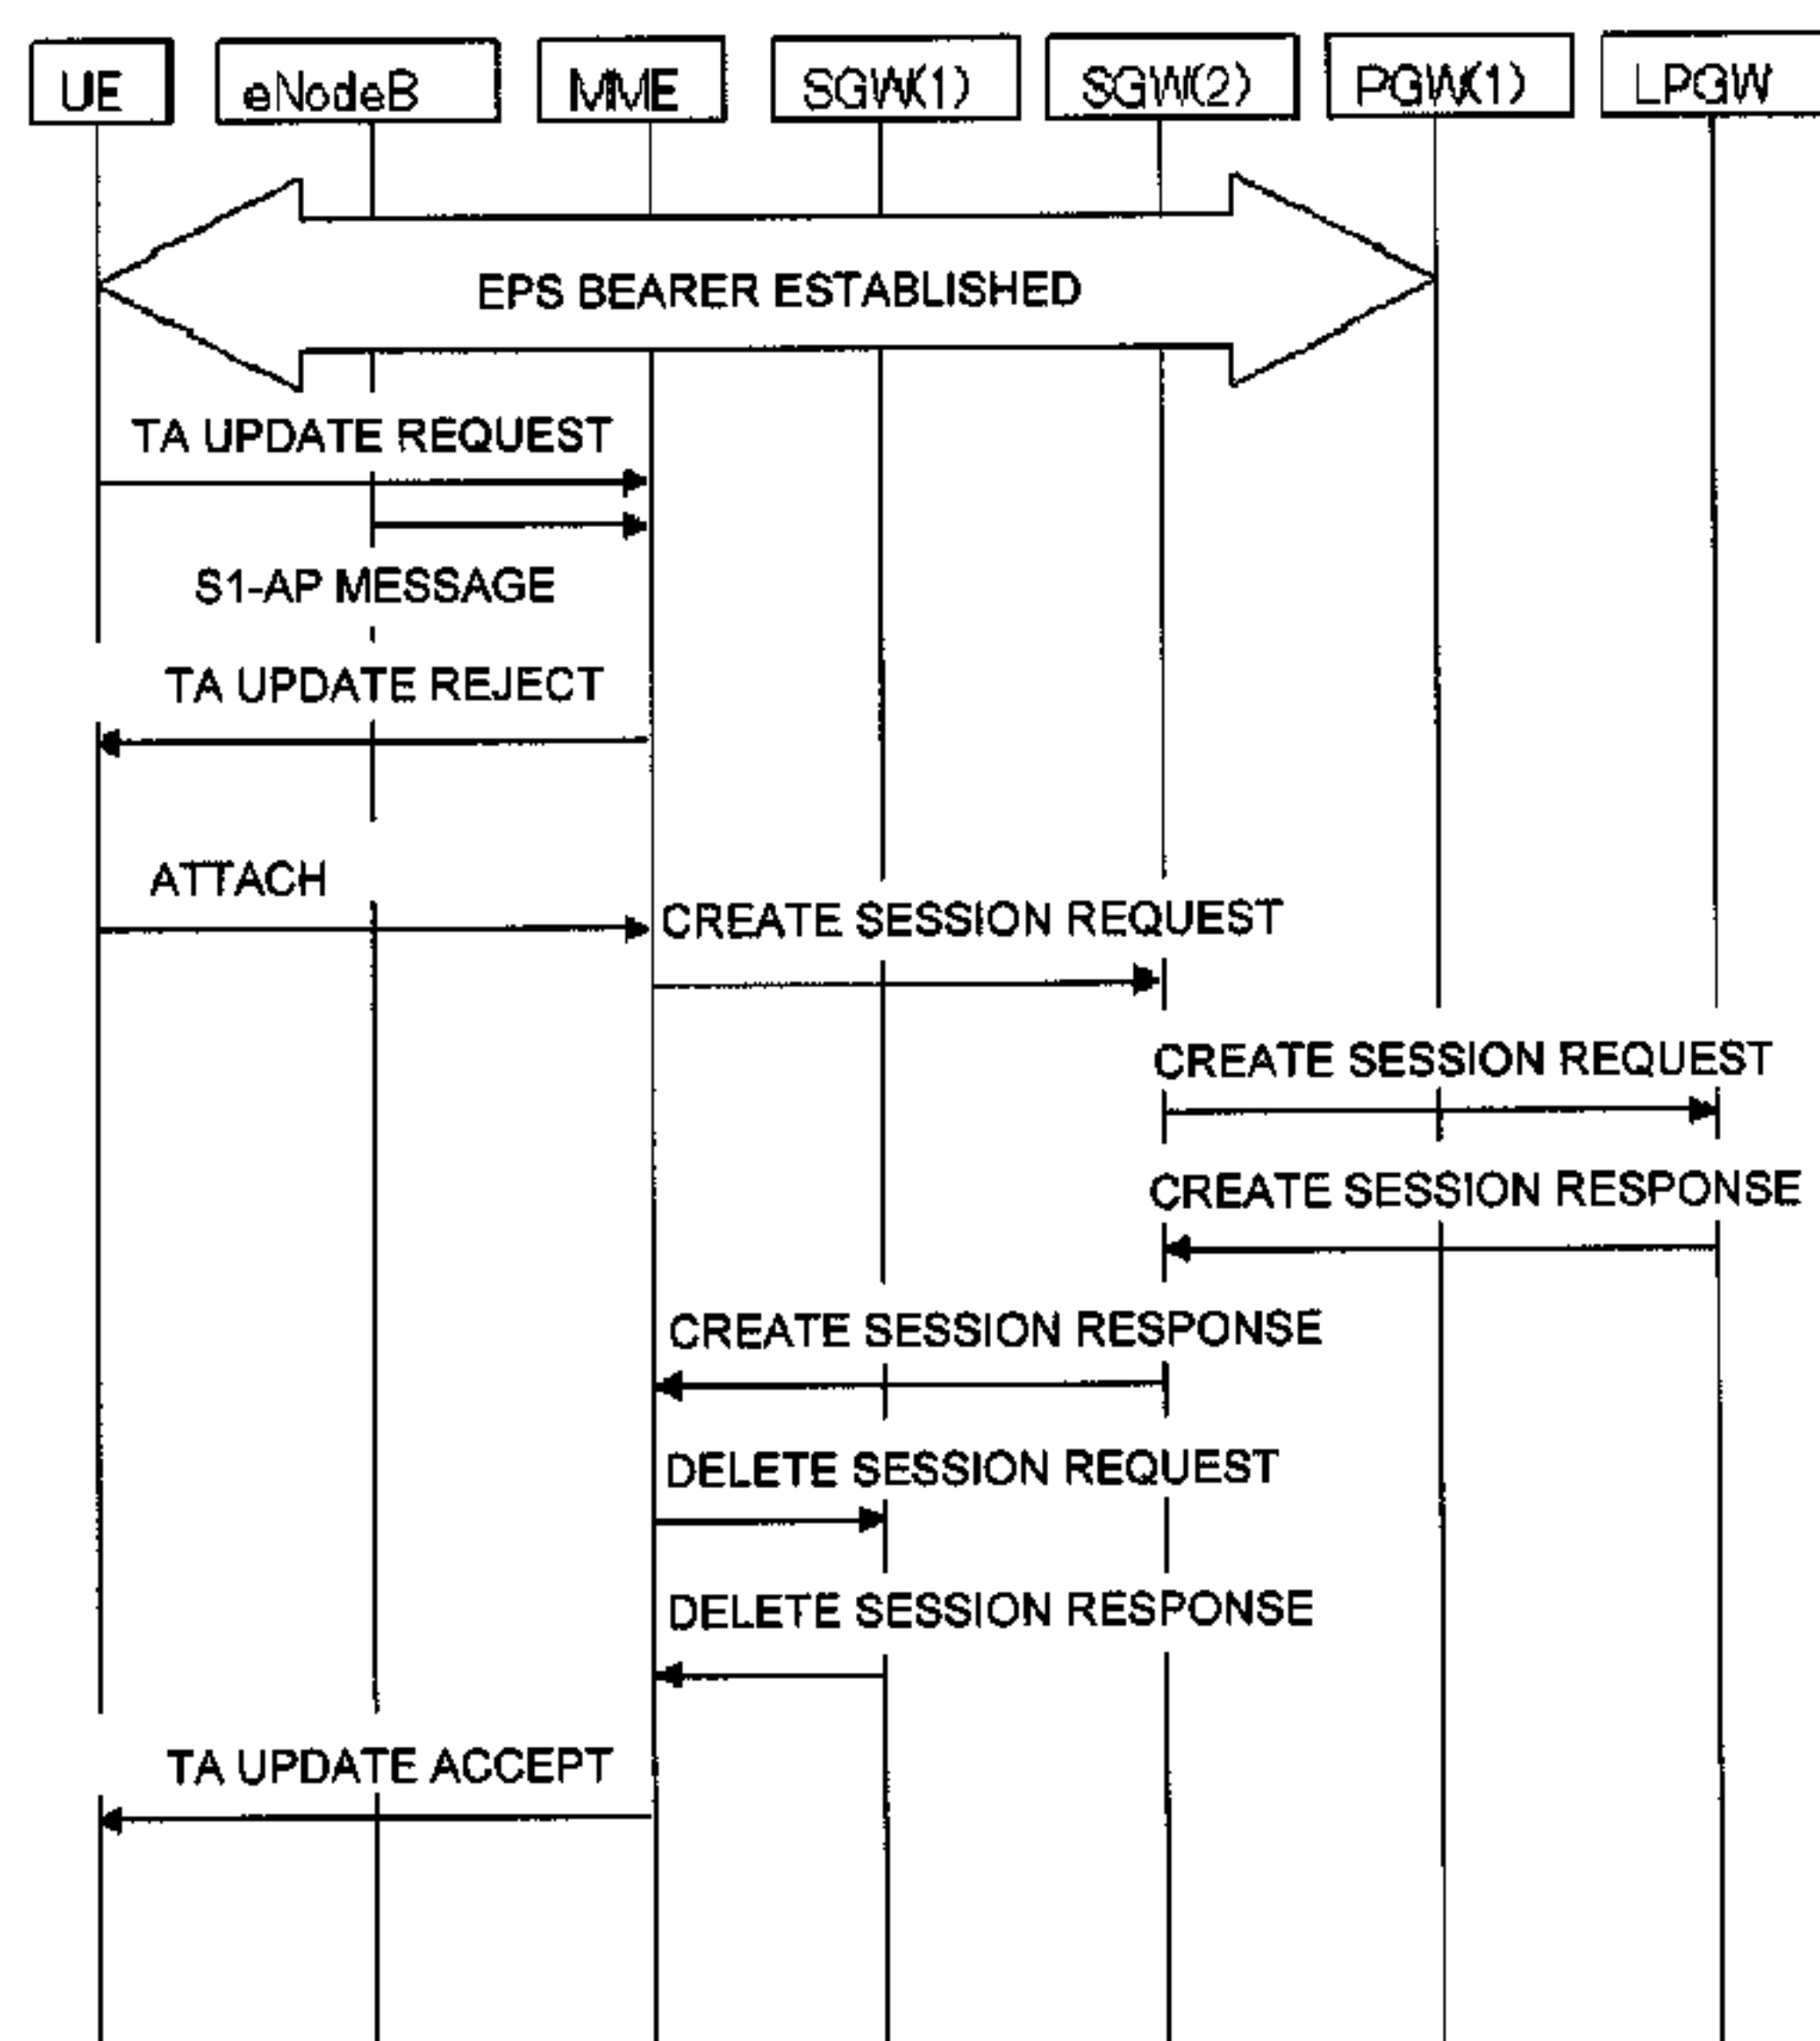 UE eNodeB MME SGW(1) SGW(2) PGW(1) LPGW
EPS BEARER ESTABLISHED
TA UPDATE REQUEST
S1-AP MESSAGE
TA UPDATE REJECT
ATTACH
CREATE SESSION REQUEST
CREATE SESSION REQUEST
CREATE SESSION RESPONSE
CREATE SESSION RESPONSE
DELETE SESSION REQUEST
DELETE SESSION RESPONSE
TA UPDATE ACCEPT